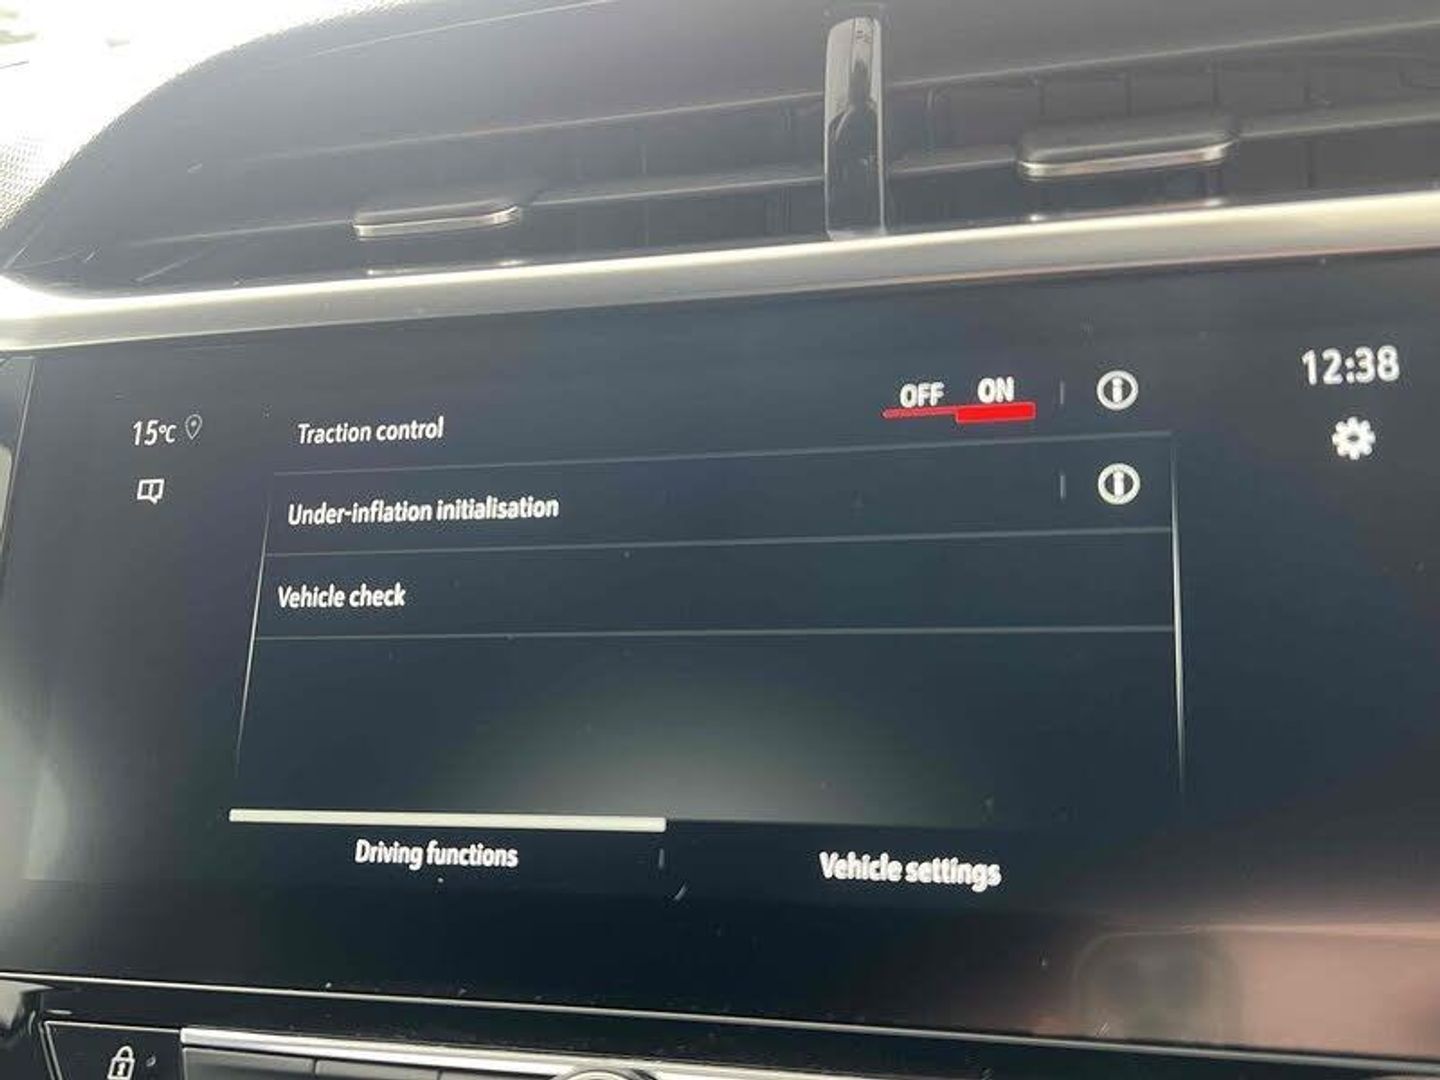 12:38
OFF ON
15°C
Traction control
Under-inflation initialisation
Vehicle check
Driving functions
Vehicle settings